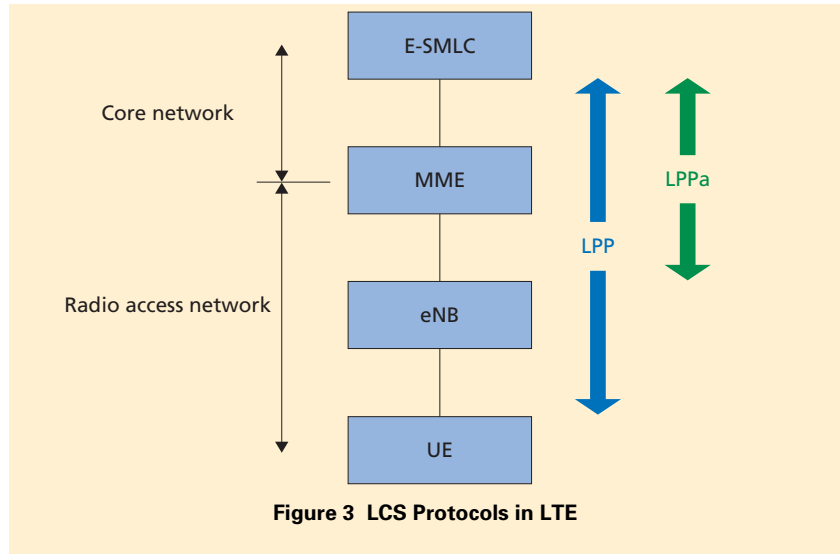 E-SMLC
Core network
MME
LPPa
LPP
Radio access network
eNB
UE
Figure 3 LCS Protocols in LTE